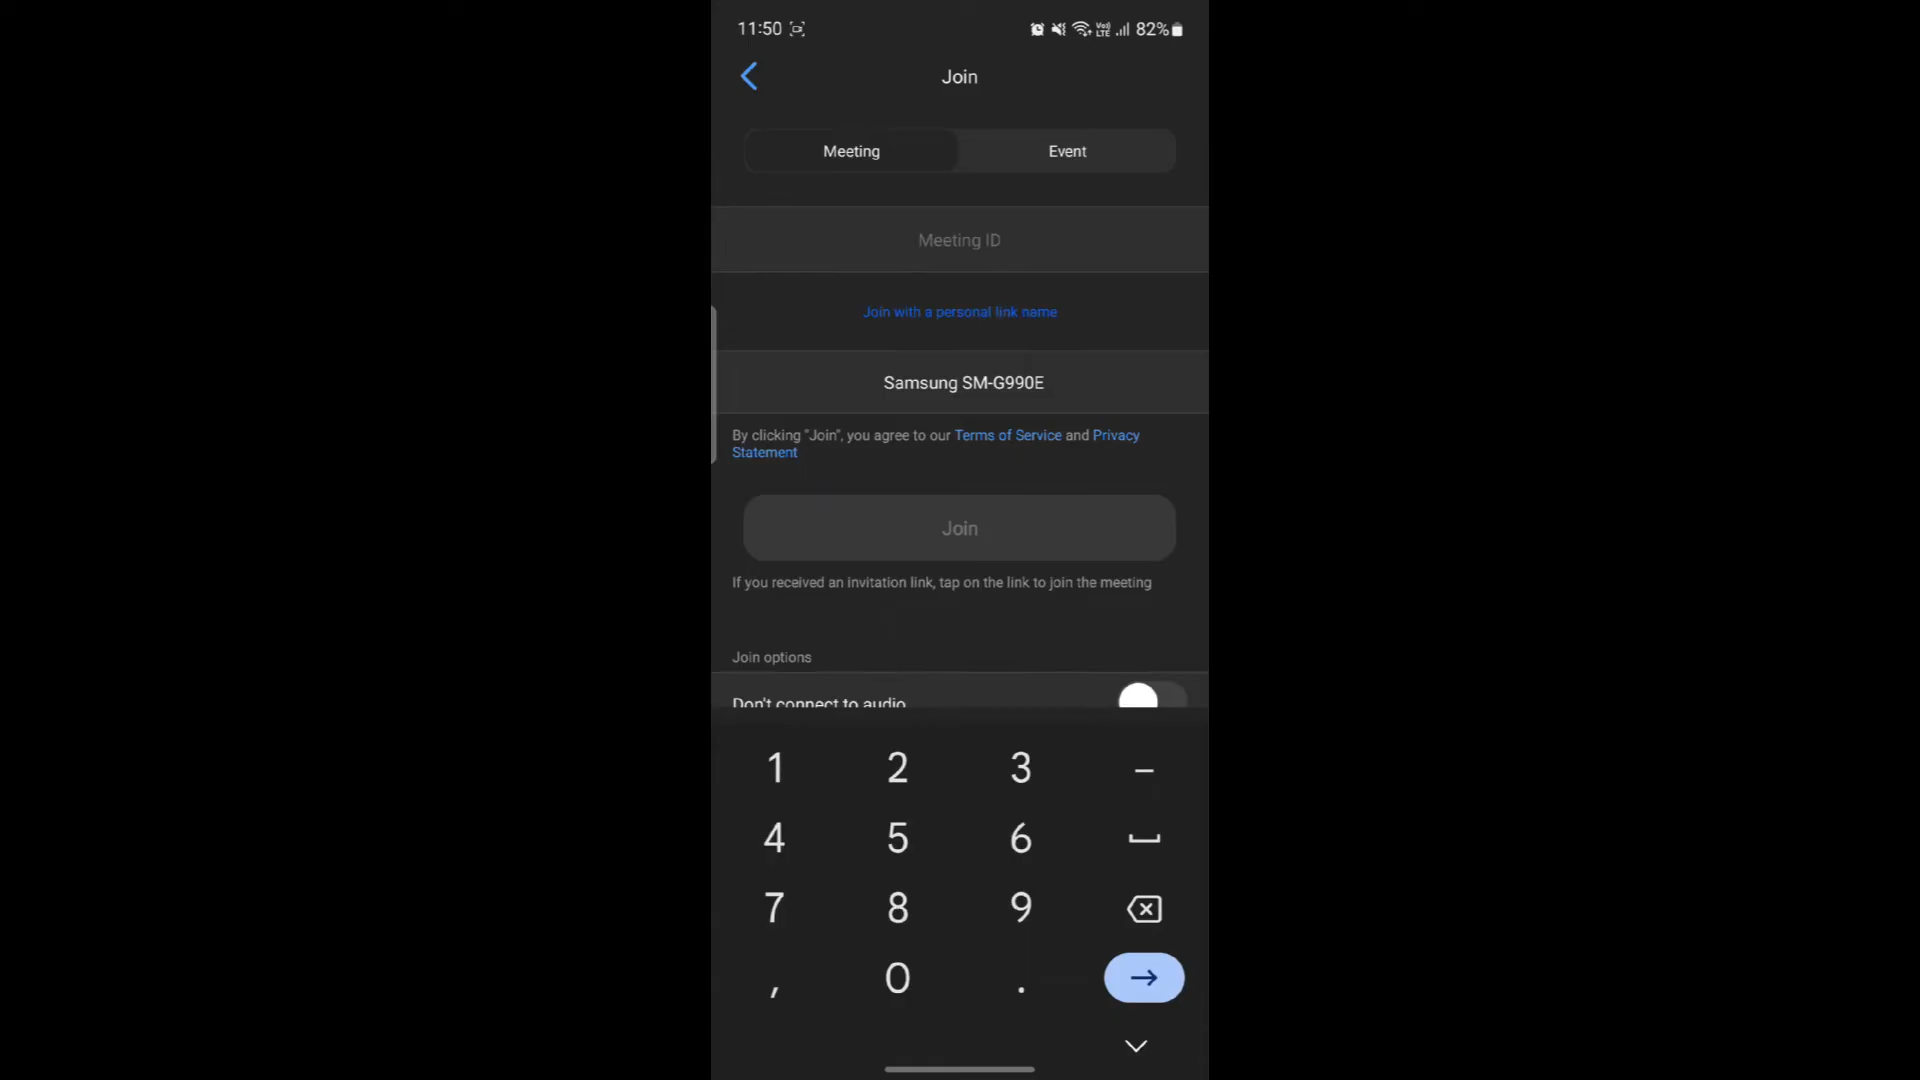 11:50 82%
Join
Meeting Event
Meeting ID
Join with a personal link name
Samsung SM-G990E
By clicking "Join", you agree to our Terms of Service and Privacy
Statement
Join
If you received an invitation link, tap on the link to join the meeting
Join options
Don't connect to audio
1 2 3 –
4 5 6
7 8 9
, 0 .